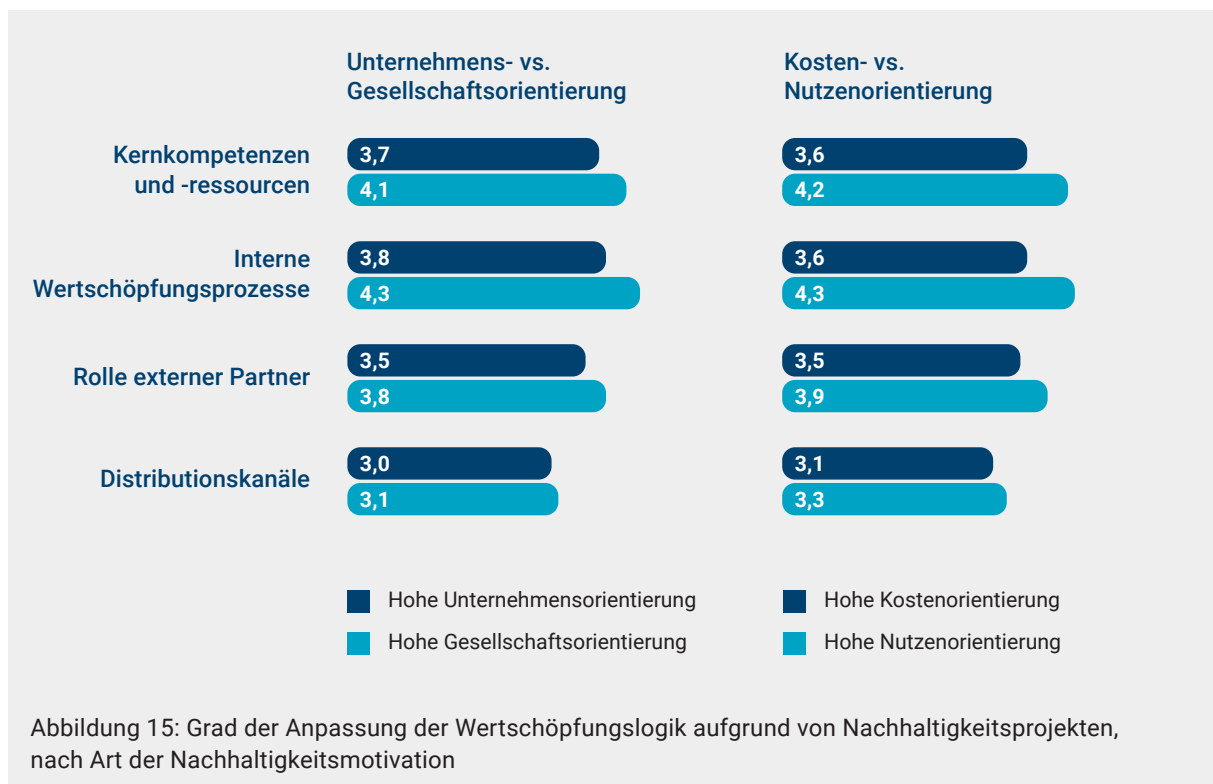 Unternehmens- vs.
Gesellschaftsorientierung
Kosten- vs.
Nutzenorientierung
Kernkompetenzen
und -ressourcen
3,7
4,1
3,6
4,2
Interne
Wertschöpfungsprozesse
3,8
4,3
3,6
4,3
Rolle externer Partner
3,5
3,8
3,5
3,9
Distributionskanäle
3,0
3,1
3,1
3,3
Hohe Unternehmensorientierung
Hohe Gesellschaftsorientierung
Hohe Kostenorientierung
Hohe Nutzenorientierung
Abbildung 15: Grad der Anpassung der Wertschöpfungslogik aufgrund von Nachhaltigkeitsprojekten,
nach Art der Nachhaltigkeitsmotivation